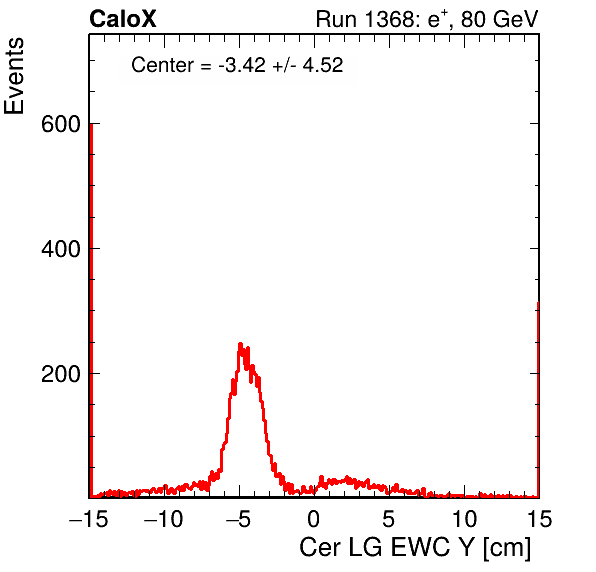 CaloX Run 1368: e⁺, 80 GeV
Center = -3.42 +/- 4.52
Events
600
400
200
−15 −10 −5 0 5 10 15
Cer LG EWC Y [cm]